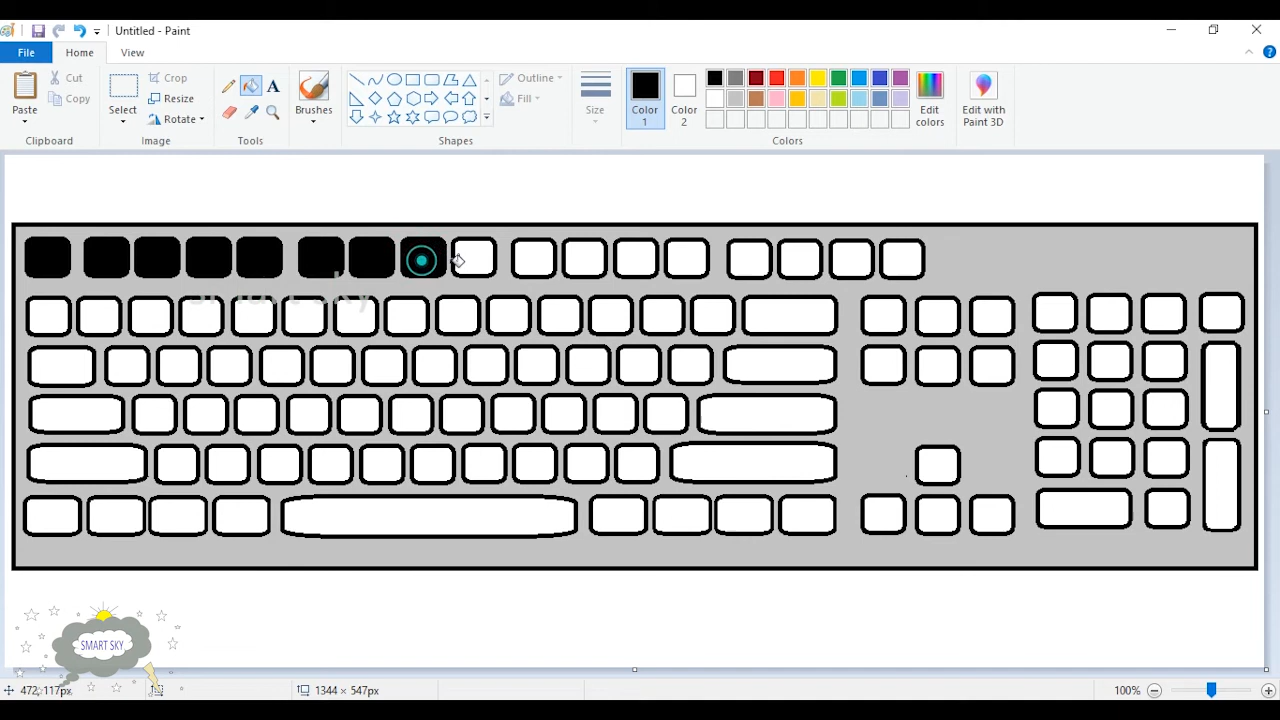 Untitled - Paint
File Home View
Paste
Cut
Copy
Clipboard
Select
Crop
Resize
Rotate
Image
A
Tools
Brushes
Outline
Fill
Shapes
Size
Color 1
Color 2
Edit colors
Edit with Paint 3D
Colors
smart sky
SMART SKY
472, 117px
1344 × 547px
100%